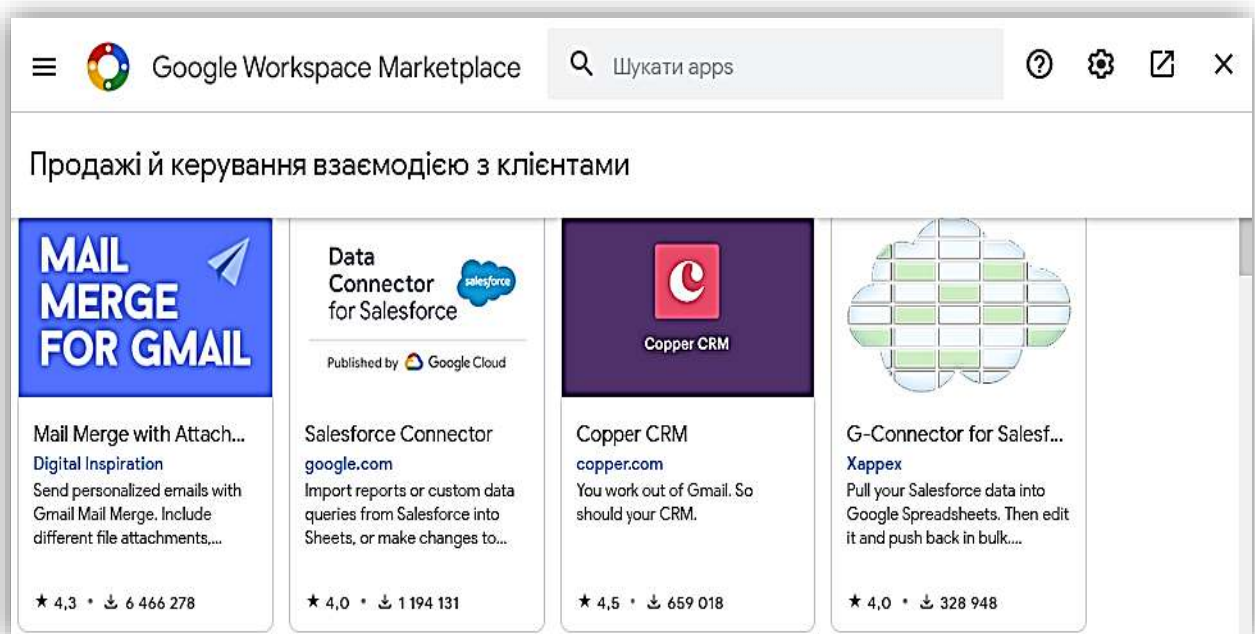 Google Workspace Marketplace
Шукати apps
Продажі й керування взаємодією з клієнтами
MAIL
MERGE
FOR GMAIL
Mail Merge with Attach...
Digital Inspiration
Send personalized emails with
Gmail Mail Merge. Include
different file attachments,...
★ 4,3 • 6 466 278
Data
Connector
for Salesforce
salesforce
Published by Google Cloud
Salesforce Connector
google.com
Import reports or custom data
queries from Salesforce into
Sheets, or make changes to...
★ 4,0 • 1 194 131
Copper CRM
Copper CRM
copper.com
You work out of Gmail. So
should your CRM.
★ 4,5 • 659 018
G-Connector for Salesf...
Xappex
Pull your Salesforce data into
Google Spreadsheets. Then edit
it and push back in bulk....
★ 4,0 • 328 948